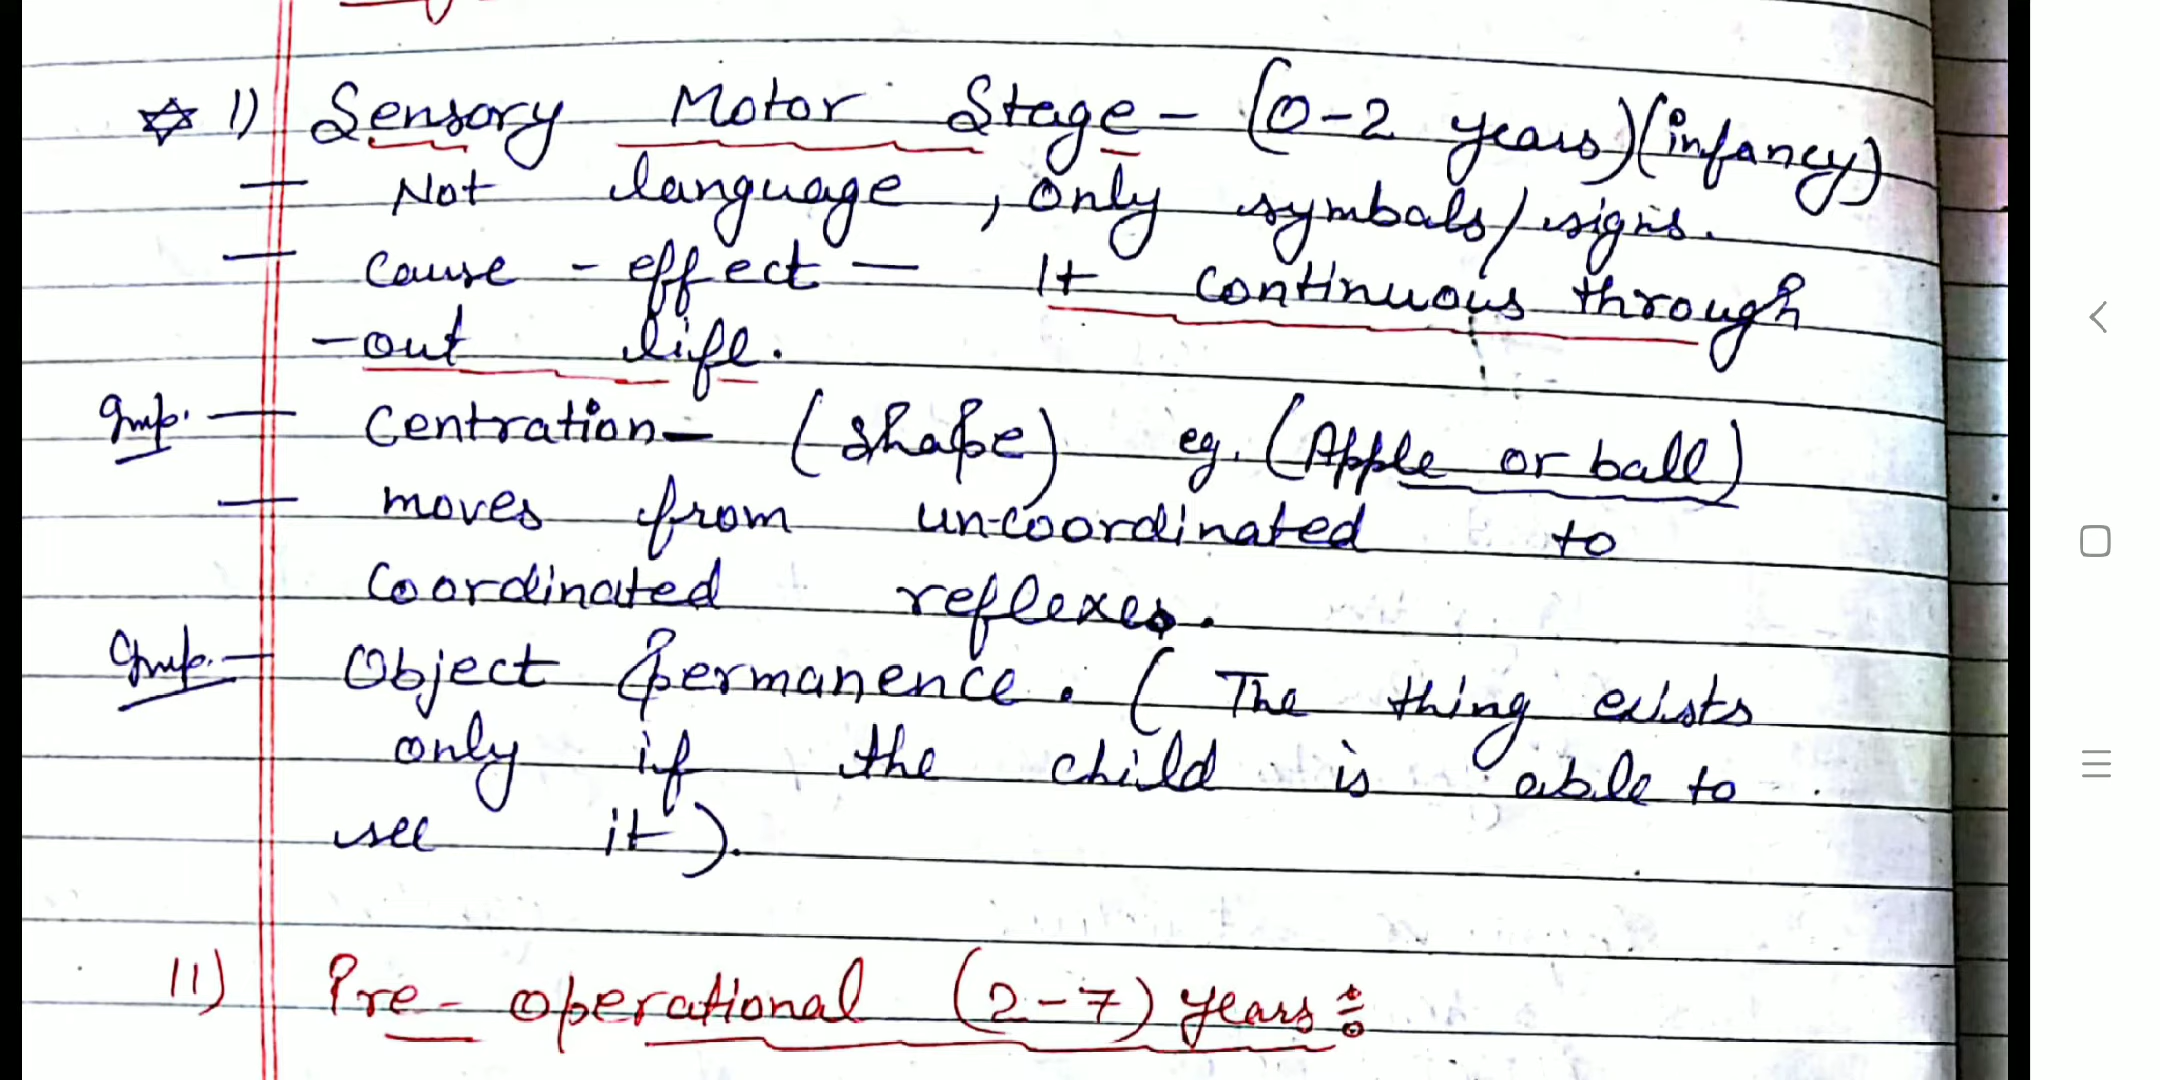 ☆ 1) Sensory Motor Stage - (0-2 years) (infancy)
- Not language, only symbals/signs.
- cause - effect - It continuous through
- out life.
Imp. - Centration - (shape) eg. (Apple or ball)
- moves from un-coordinated to
Coordinated reflexes.
Imp. - Object permanence. ( The thing exists
only if the child is able to
see it).
11) Pre- operational (2-7) years: